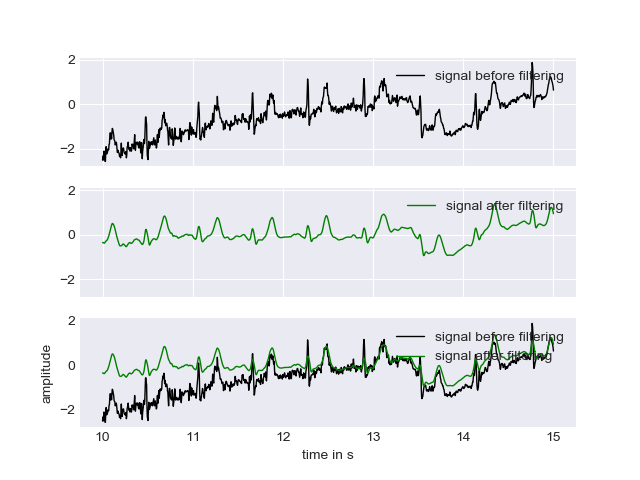 2
0
−2
signal before filtering
2
0
−2
signal after filtering
2
0
−2
signal before filtering
signal after filtering
amplitude
10 11 12 13 14 15
time in s